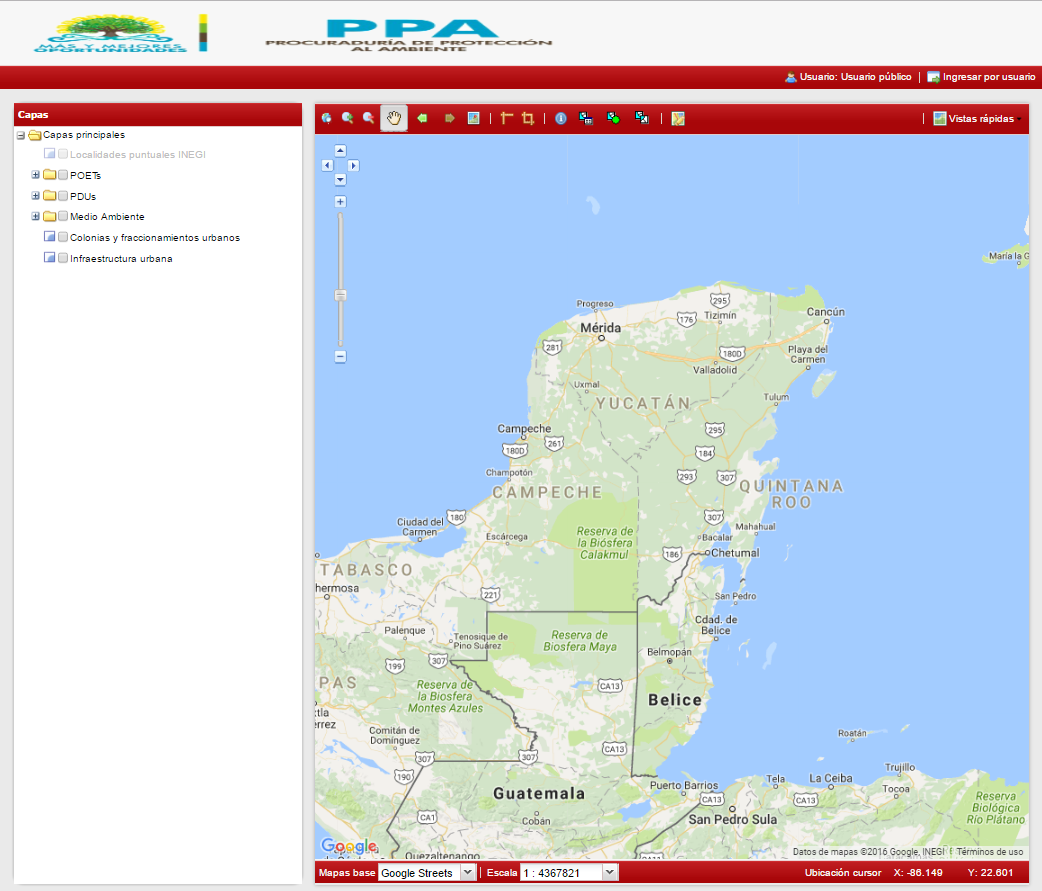 MÁS Y MEJORES
OPORTUNIDADES
PPA
PROCURADURÍA DE PROTECCIÓN
AL AMBIENTE
Usuario: Usuario público | Ingresar por usuario
Capas
Capas principales
Localidades puntuales INEGI
POETs
PDUs
Medio Ambiente
Colonias y fraccionamientos urbanos
Infraestructura urbana
Vistas rápidas
María la G
Progreso
295
Tizimín
176
Cancún
Mérida
281
180D
Playa del
Carmen
Valladolid
Uxmal
YUCATÁN
Tulum
Campeche
295
261
180D
184
Champotón
293
307
QUINTANA
ROO
CAMPECHE
180
307
Ciudad del
Carmen
Mahahual
Escárcega
Reserva de
la Biósfera
Calakmul
Bacalar
186
Chetumal
TABASCO
hermosa
221
San Pedro
Cdad. de
Belice
Palenque
Tenosique de
Pino Suárez
Reserva de
Biosfera Maya
Belmopán
199
307
PAS
Reserva de
la Biosfera
Montes Azules
CA13
Belice
xtla
érrez
Comitán de
Domínguez
Roatán
307
307
CA13
190
Trujillo
Puerto Barrios
Tela
La Ceiba
Tocoa
Guatemala
CA13
CA13
Reserva
Biológica
Río Plátano
CA1
Cobán
San Pedro Sula
Google
Quezaltenango
CA11
Datos de mapas ©2016 Google, INEGI
Términos de uso
Mapas base Google Streets | Escala 1 : 4367821
Ubicación cursor X: -86.149 Y: 22.601